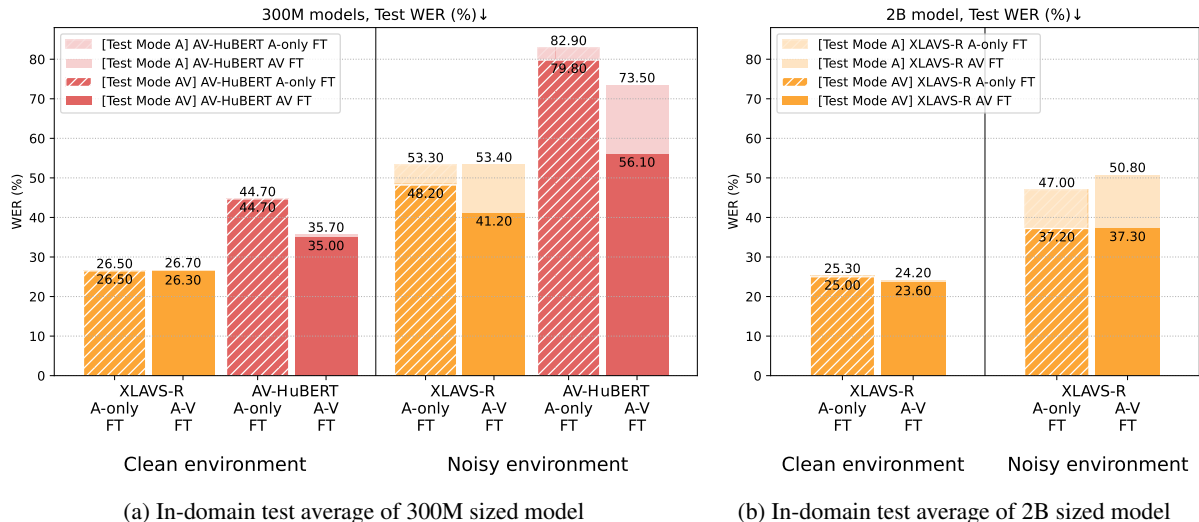 300M models, Test WER (%)↓
[Test Mode A] AV-HuBERT A-only FT
[Test Mode A] AV-HuBERT AV FT
[Test Mode AV] AV-HuBERT A-only FT
[Test Mode AV] AV-HuBERT AV FT
WER (%)
80
70
60
50
40
30
20
10
0
26.50
26.50
26.70
26.30
44.70
44.70
35.70
35.00
53.30
48.20
53.40
41.20
82.90
79.80
73.50
56.10
XLAVS-R AV-HuBERT XLAVS-R AV-HuBERT
A-only A-V A-only A-V A-only A-V A-only A-V
FT FT FT FT FT FT FT FT
Clean environment Noisy environment
(a) In-domain test average of 300M sized model
2B model, Test WER (%)↓
[Test Mode A] XLAVS-R A-only FT
[Test Mode A] XLAVS-R AV FT
[Test Mode AV] XLAVS-R A-only FT
[Test Mode AV] XLAVS-R AV FT
WER (%)
80
70
60
50
40
30
20
10
0
25.30
25.00
24.20
23.60
47.00
37.20
50.80
37.30
XLAVS-R XLAVS-R
A-only A-V A-only A-V
FT FT FT FT
Clean environment Noisy environment
(b) In-domain test average of 2B sized model